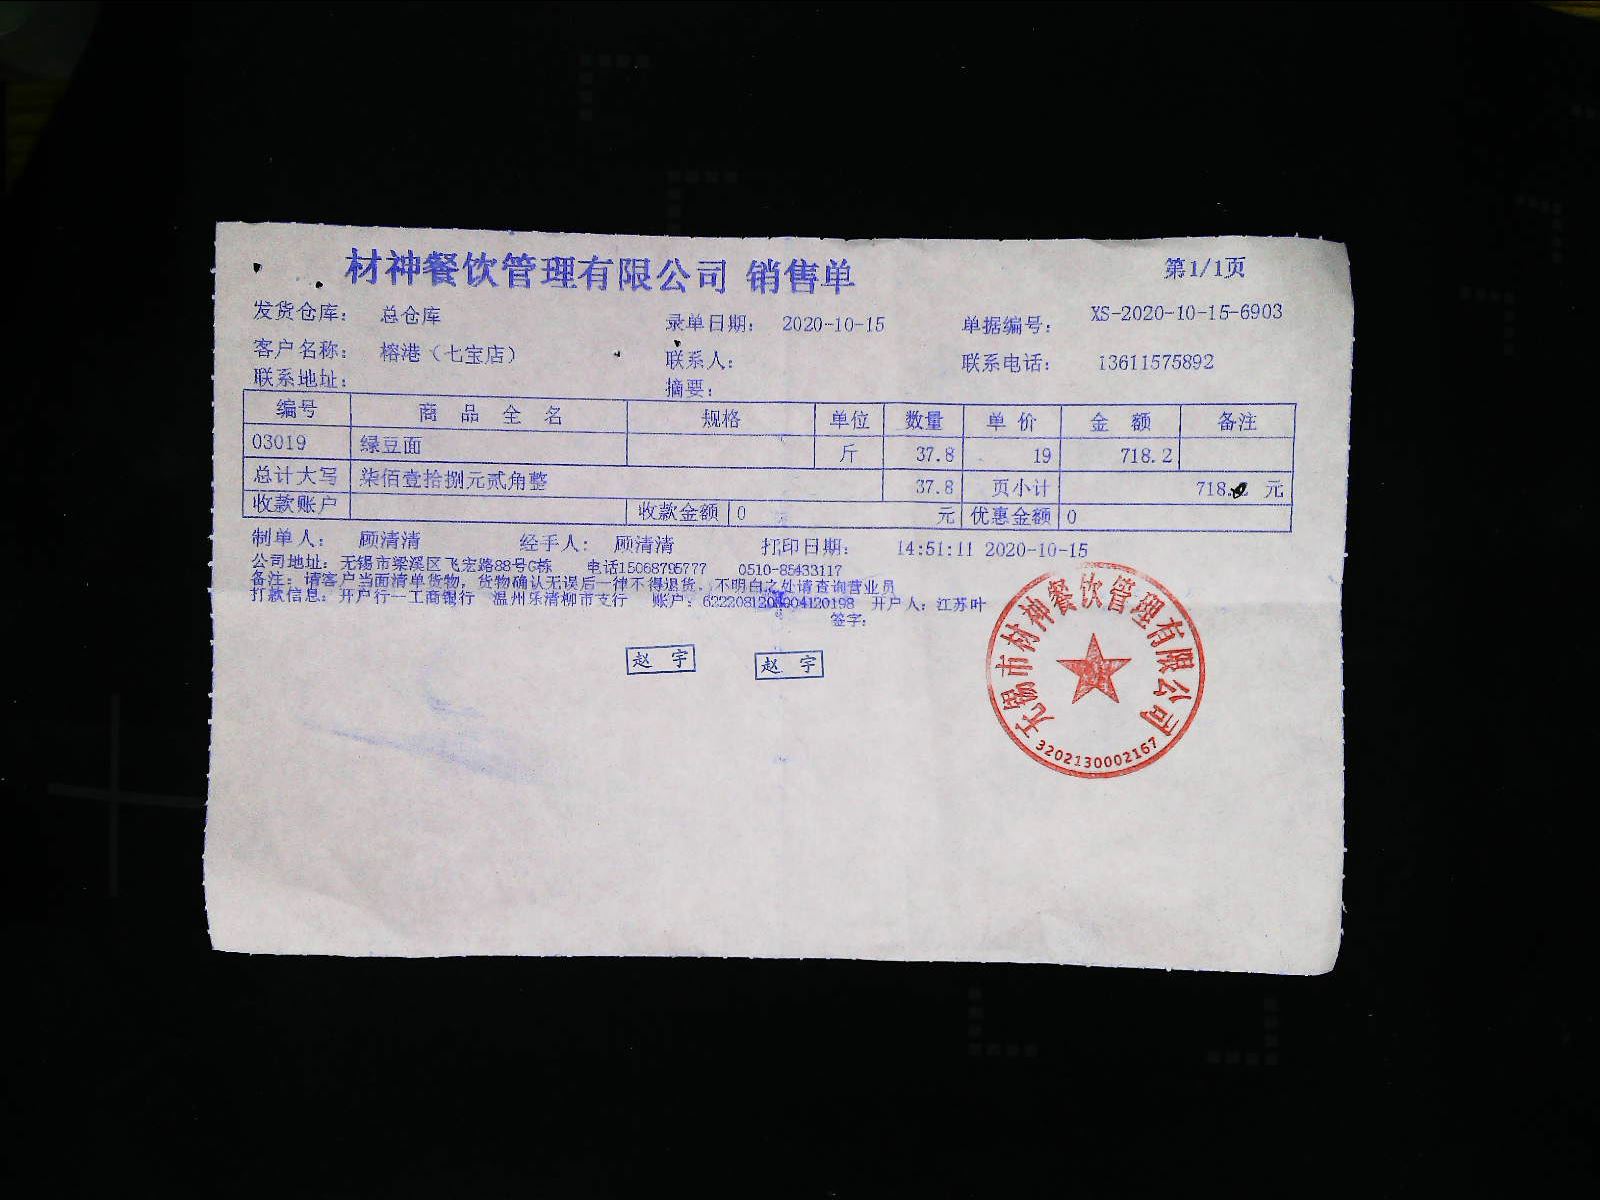 材神餐饮管理有限公司 销售单 第1/1页
发货仓库： 总仓库 录单日期： 2020-10-15 单据编号： XS-2020-10-15-6903
客户名称： 榕港（七宝店） 联系人： 联系电话： 13611575892
联系地址： 摘要：
编号 商品全名 规格 单位 数量 单价 金额 备注
03019 绿豆面 斤 37.8 19 718.2
总计大写 柒佰壹拾捌元贰角整 37.8 页小计 718. 元
收款账户 收款金额 0 元 优惠金额 0
制单人： 顾清清 经手人： 顾清清 打印日期： 14:51:11 2020-10-15
公司地址：无锡市梁溪区飞宏路88号G栋 电话15068795777 0510-85433117
备注：请客户当面清单货物，货物确认无误后一律不得退货，不明白之处请查询营业员
打款信息：开户行一工商银行 温州乐清柳市支行 账户： 开户人：江苏叶
签字：
赵宇 赵宇
无锡市材神餐饮管理有限公司
3202130002167